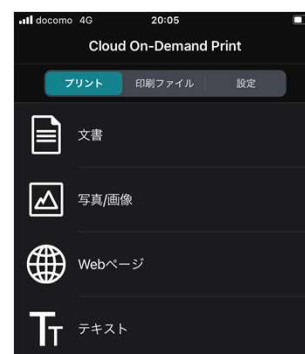 docomo 4G 20:05
Cloud On-Demand Print
プリント 印刷ファイル 設定
文書
写真/画像
Webページ
テキスト